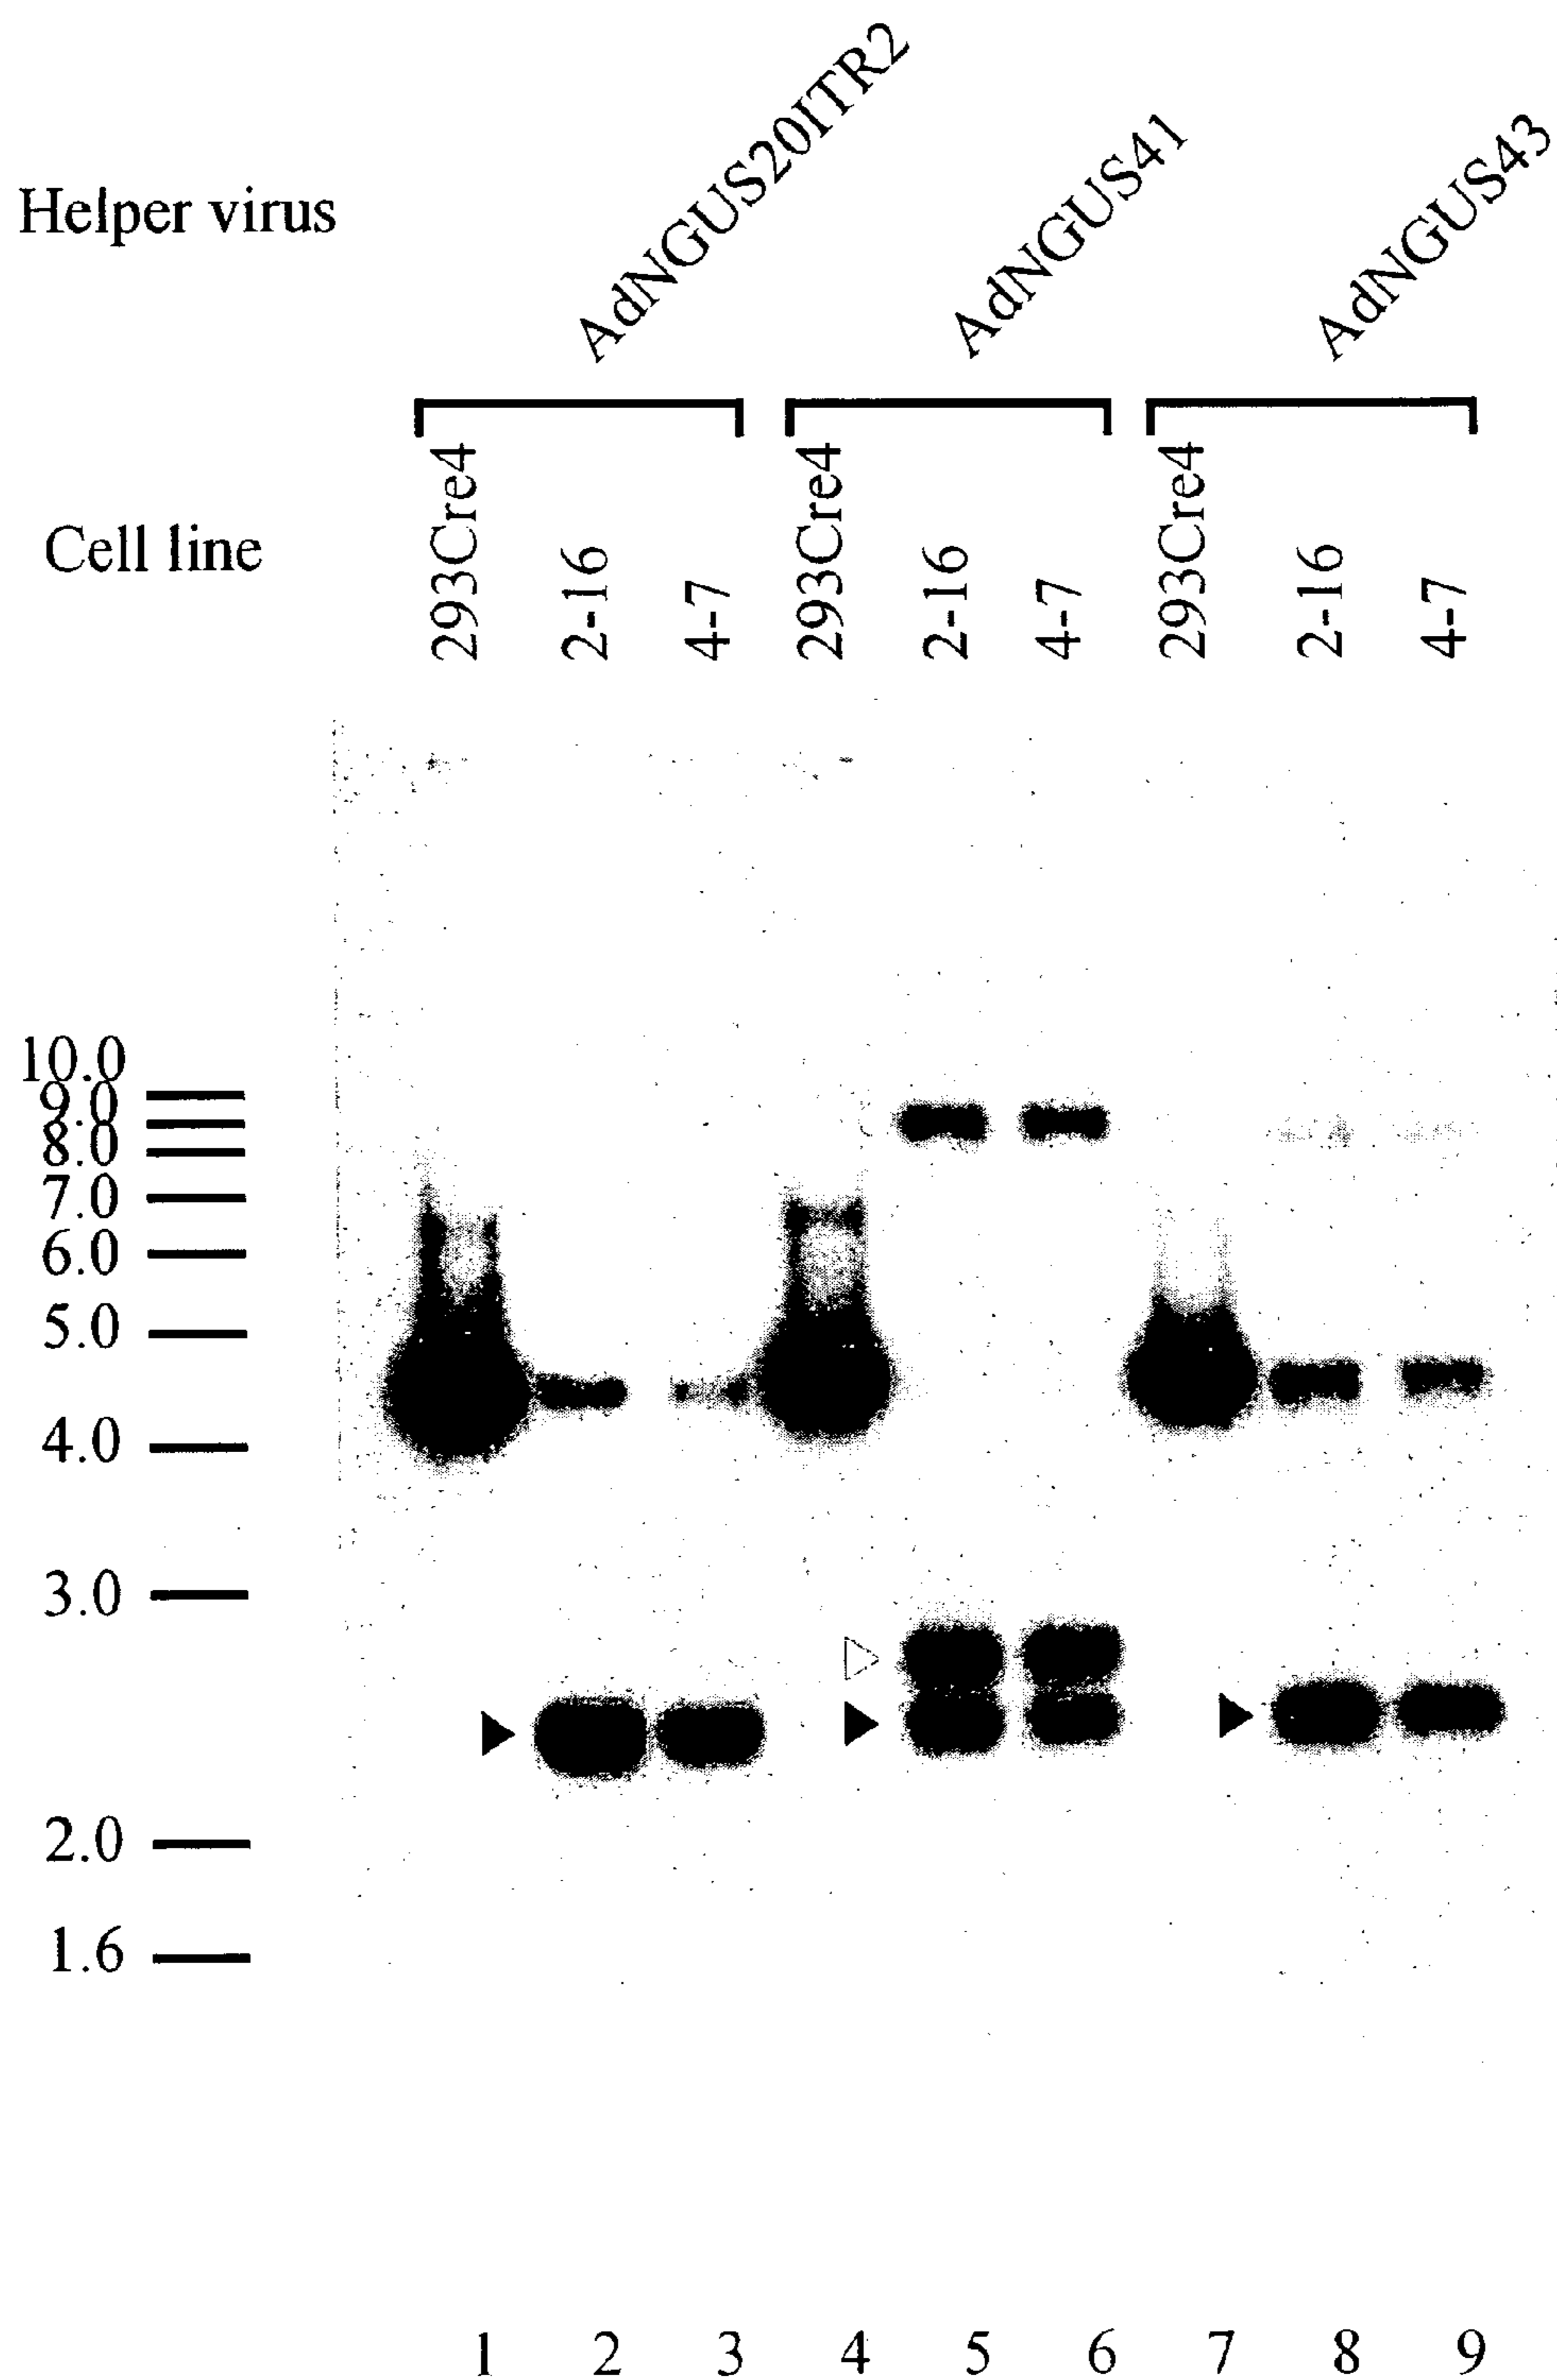 Helper virus
AdNGUS20ITR2
AdNGUS41
AdNGUS43
Cell line
293Cre4
2-16
4-7
293Cre4
2-16
4-7
293Cre4
2-16
4-7
10.0
9.0
8.0
7.0
6.0
5.0
4.0
3.0
2.0
1.6
1 2 3 4 5 6 7 8 9